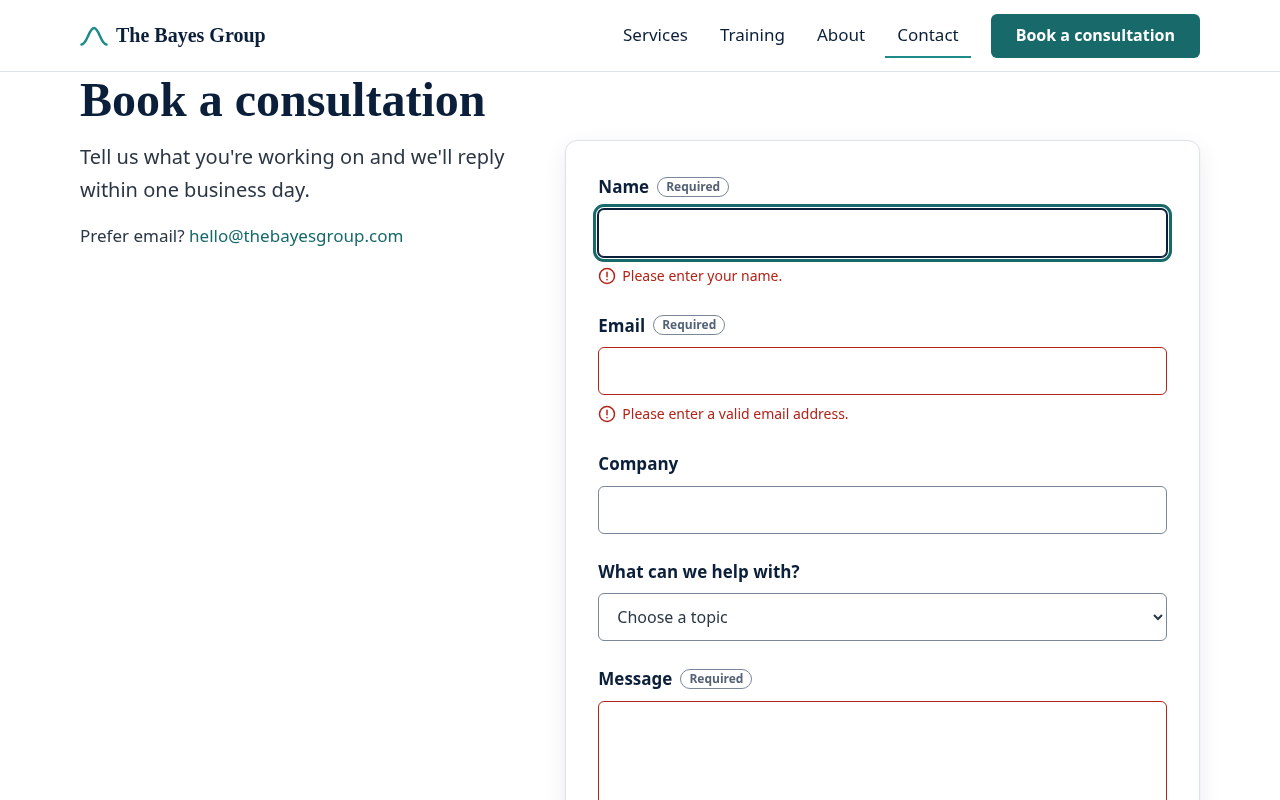 The Bayes Group
Services
Training
About
Contact
Book a consultation
Book a consultation
Tell us what you're working on and we'll reply
within one business day.
Prefer email? hello@thebayesgroup.com
Name Required
Please enter your name.
Email Required
Please enter a valid email address.
Company
What can we help with?
Choose a topic
Message Required